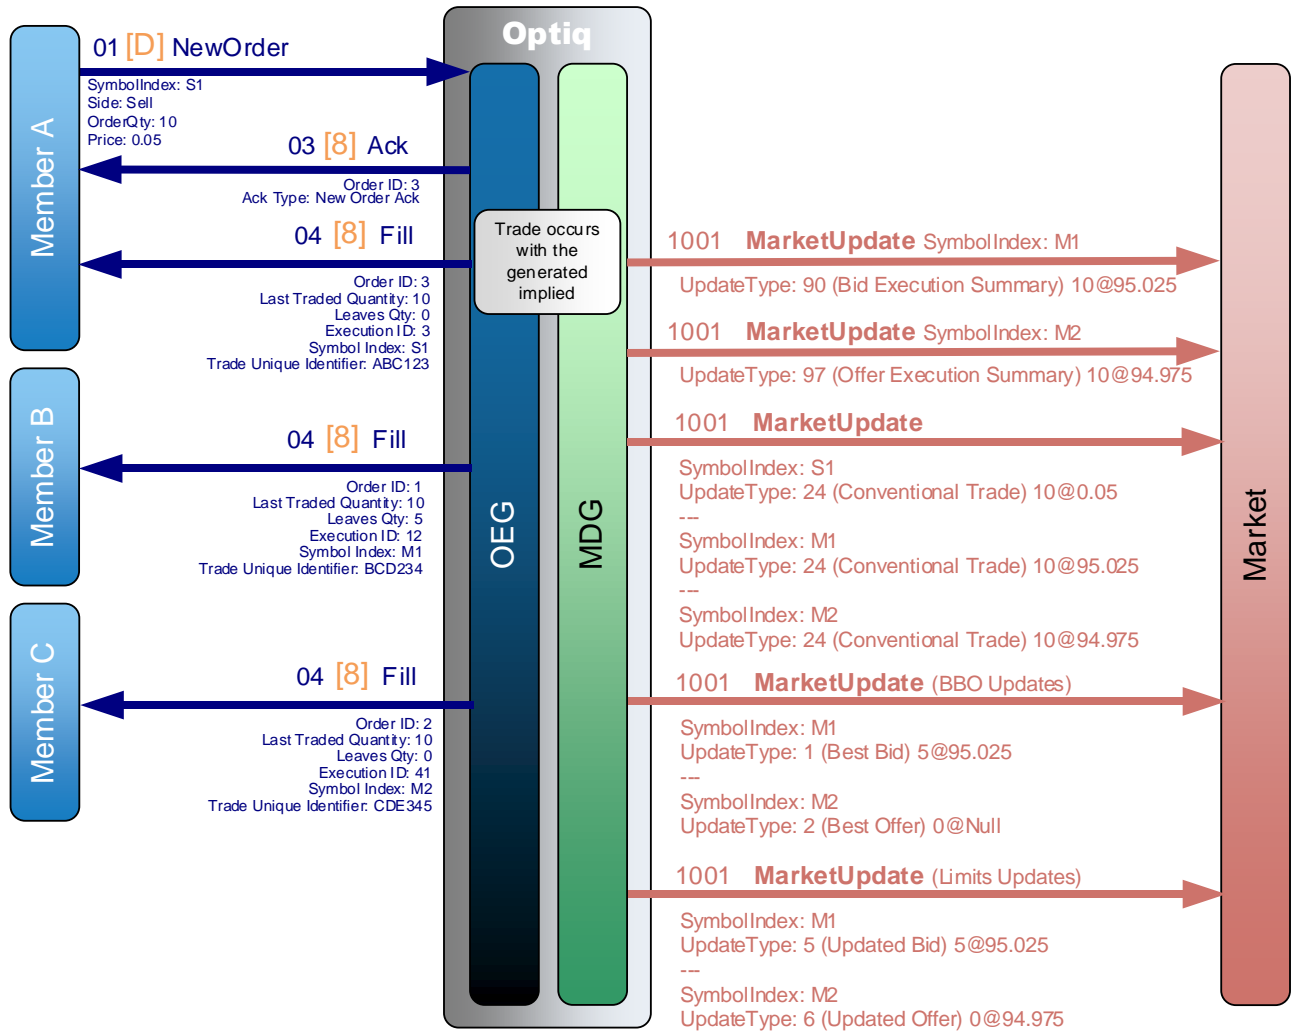 Optiq
Member A
01 [D] NewOrder
SymbolIndex: S1
Side: Sell
OrderQty: 10
Price: 0.05
03 [8] Ack
Order ID: 3
Ack Type: New Order Ack
04 [8] Fill
Order ID: 3
Last Traded Quantity: 10
Leaves Qty: 0
Execution ID: 3
Symbol Index: S1
Trade Unique Identifier: ABC123
Member B
04 [8] Fill
Order ID: 1
Last Traded Quantity: 10
Leaves Qty: 5
Execution ID: 12
Symbol Index: M1
Trade Unique Identifier: BCD234
Member C
04 [8] Fill
Order ID: 2
Last Traded Quantity: 10
Leaves Qty: 0
Execution ID: 41
Symbol Index: M2
Trade Unique Identifier: CDE345
Trade occurs
with the
generated
implied
OEG
MDG
1001 MarketUpdate SymbolIndex: M1
UpdateType: 90 (Bid Execution Summary) 10@95.025
1001 MarketUpdate SymbolIndex: M2
UpdateType: 97 (Offer Execution Summary) 10@94.975
1001 MarketUpdate
SymbolIndex: S1
UpdateType: 24 (Conventional Trade) 10@0.05
---
SymbolIndex: M1
UpdateType: 24 (Conventional Trade) 10@95.025
---
SymbolIndex: M2
UpdateType: 24 (Conventional Trade) 10@94.975
1001 MarketUpdate (BBO Updates)
SymbolIndex: M1
UpdateType: 1 (Best Bid) 5@95.025
---
SymbolIndex: M2
UpdateType: 2 (Best Offer) 0@Null
1001 MarketUpdate (Limits Updates)
SymbolIndex: M1
UpdateType: 5 (Updated Bid) 5@95.025
---
SymbolIndex: M2
UpdateType: 6 (Updated Offer) 0@94.975
Market